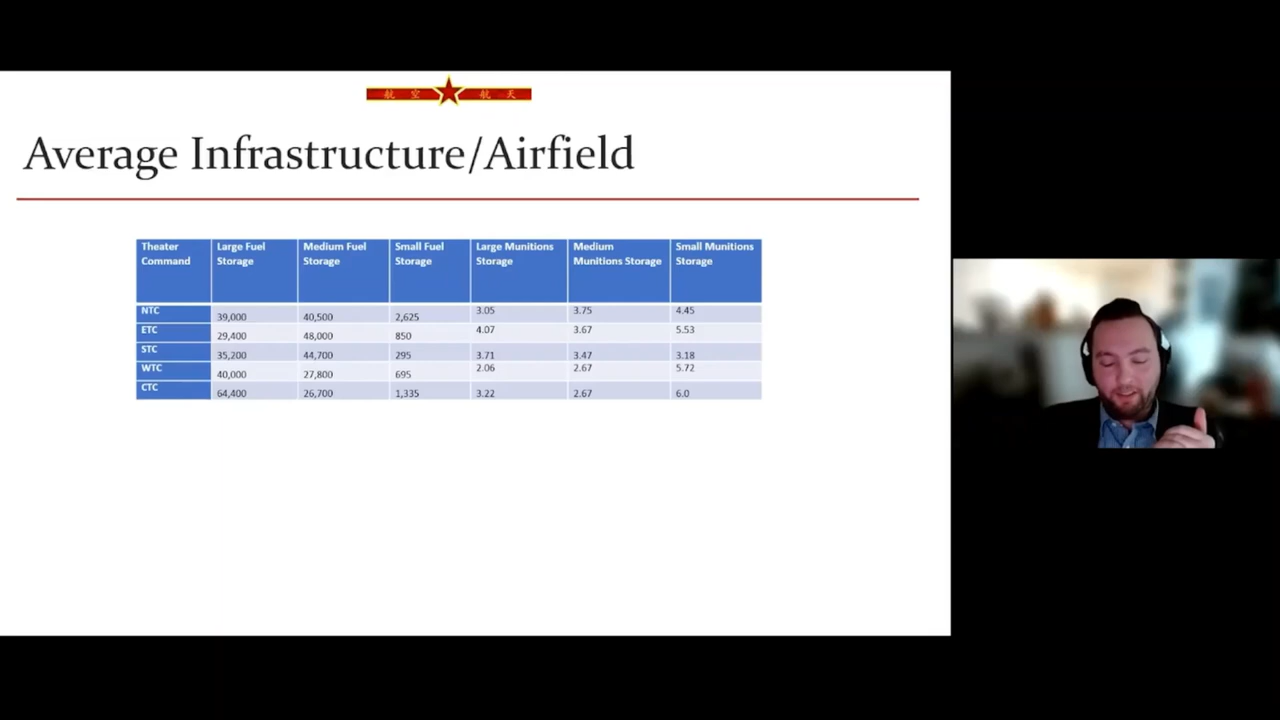 航空 航天
Average Infrastructure/Airfield
Theater Command Large Fuel Storage Medium Fuel Storage Small Fuel Storage Large Munitions Storage Medium Munitions Storage Small Munitions Storage
NTC 39,000 40,500 2,625 3.05 3.75 4.45
ETC 29,400 48,000 850 4.07 3.67 5.53
STC 35,200 44,700 295 3.71 3.47 3.18
WTC 40,000 27,800 695 2.06 2.67 5.72
CTC 64,400 26,700 1,335 3.22 2.67 6.0